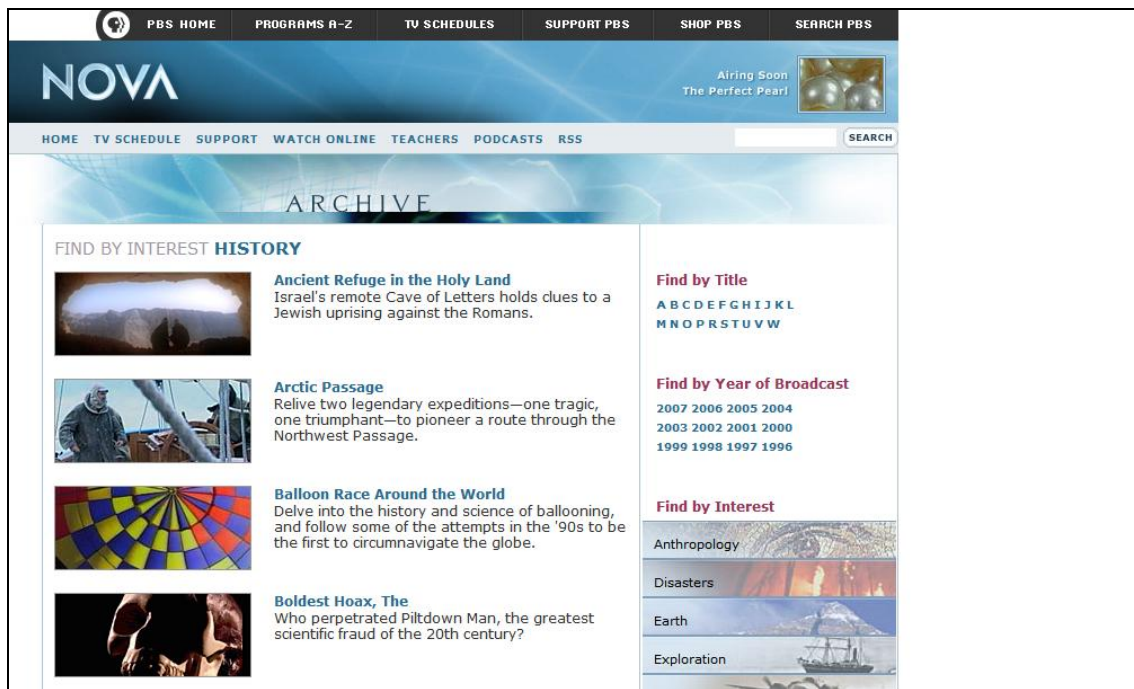 PBS HOME PROGRAMS A-Z TV SCHEDULES SUPPORT PBS SHOP PBS SEARCH PBS
NOVA
Airing Soon
The Perfect Pearl
HOME TV SCHEDULE SUPPORT WATCH ONLINE TEACHERS PODCASTS RSS
SEARCH
ARCHIVE
FIND BY INTEREST HISTORY
Ancient Refuge in the Holy Land
Israel's remote Cave of Letters holds clues to a
Jewish uprising against the Romans.
Arctic Passage
Relive two legendary expeditions—one tragic,
one triumphant—to pioneer a route through the
Northwest Passage.
Balloon Race Around the World
Delve into the history and science of ballooning,
and follow some of the attempts in the '90s to be
the first to circumnavigate the globe.
Boldest Hoax, The
Who perpetrated Piltdown Man, the greatest
scientific fraud of the 20th century?
Find by Title
A B C D E F G H I J K L
M N O P R S T U V W
Find by Year of Broadcast
2007 2006 2005 2004
2003 2002 2001 2000
1999 1998 1997 1996
Find by Interest
Anthropology
Disasters
Earth
Exploration